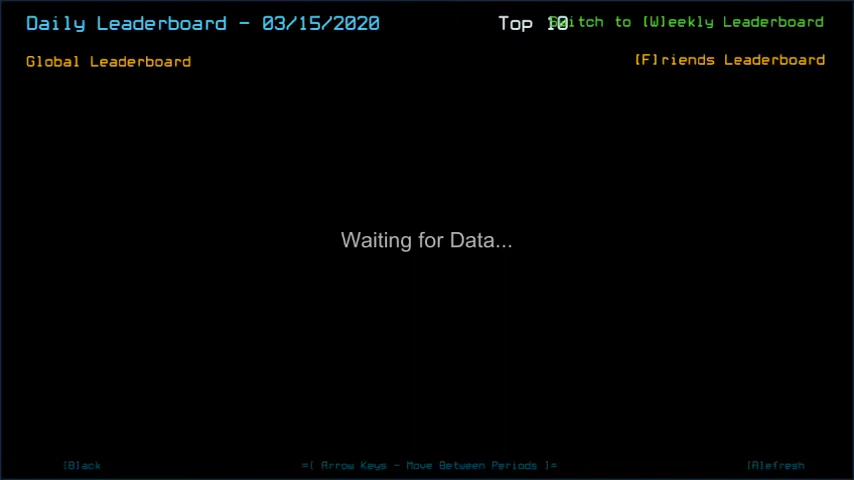 Daily Leaderboard - 03/15/2020
Top 10
Switch to [W]eekly Leaderboard
Global Leaderboard
[F]riends Leaderboard
Waiting for Data...
[B]ack
=[ Arrow Keys - Move Between Periods ]=
[R]efresh